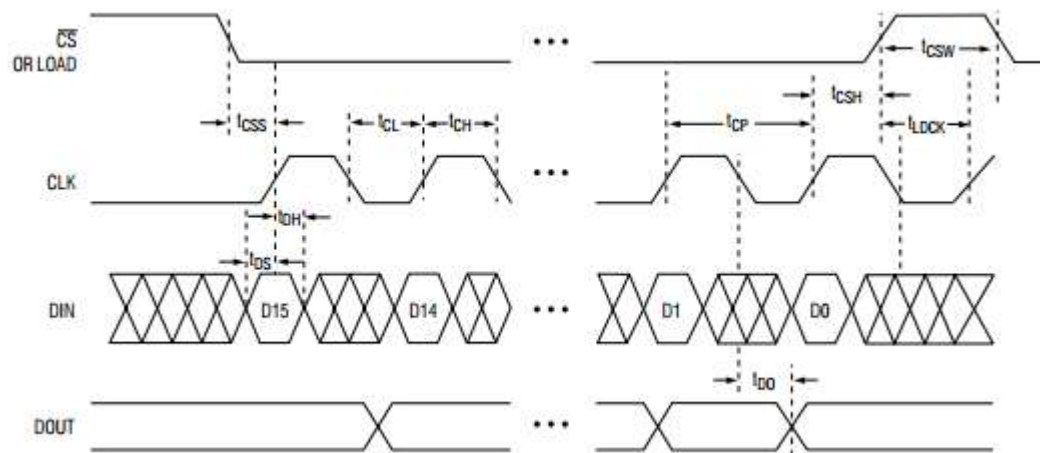 CS
OR LOAD
tCSS
tCL
tCH
tCP
tCSH
tCSW
tLDCK
CLK
tDH
tDS
DIN
D15
D14
D1
D0
tDO
DOUT